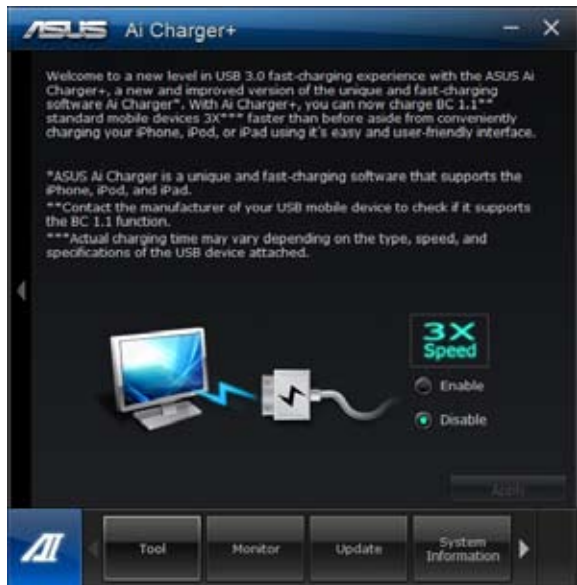 ASUS Ai Charger+
Welcome to a new level in USB 3.0 fast-charging experience with the ASUS Ai
Charger+, a new and improved version of the unique and fast-charging
software Ai Charger*. With Ai Charger+, you can now charge BC 1.1**
standard mobile devices 3X*** faster than before aside from conveniently
charging your iPhone, iPod, or iPad using it's easy and user-friendly interface.
*ASUS Ai Charger is a unique and fast-charging software that supports the
iPhone, iPod, and iPad.
**Contact the manufacturer of your USB mobile device to check if it supports
the BC 1.1 function.
***Actual charging time may vary depending on the type, speed, and
specifications of the USB device attached.
3X
Speed
Enable
Disable
Apply
AI
Tool
Monitor
Update
System
Information